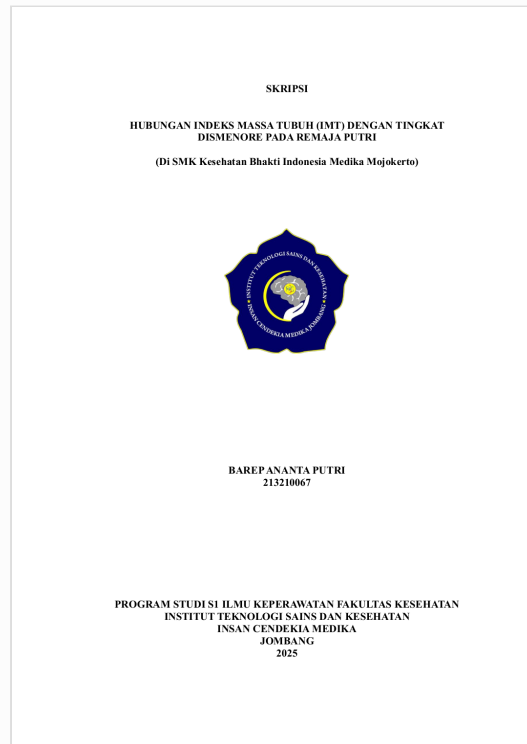 SKRIPSI
HUBUNGAN INDEKS MASSA TUBUH (IMT) DENGAN TINGKAT
DISMENORE PADA REMAJA PUTRI
(Di SMK Kesehatan Bhakti Indonesia Medika Mojokerto)
INSTITUT TEKNOLOGI SAINS DAN KESEHATAN
INSAN CENDEKIA MEDIKA JOMBANG
BAREP ANANTA PUTRI
213210067
PROGRAM STUDI S1 ILMU KEPERAWATAN FAKULTAS KESEHATAN
INSTITUT TEKNOLOGI SAINS DAN KESEHATAN
INSAN CENDEKIA MEDIKA
JOMBANG
2025